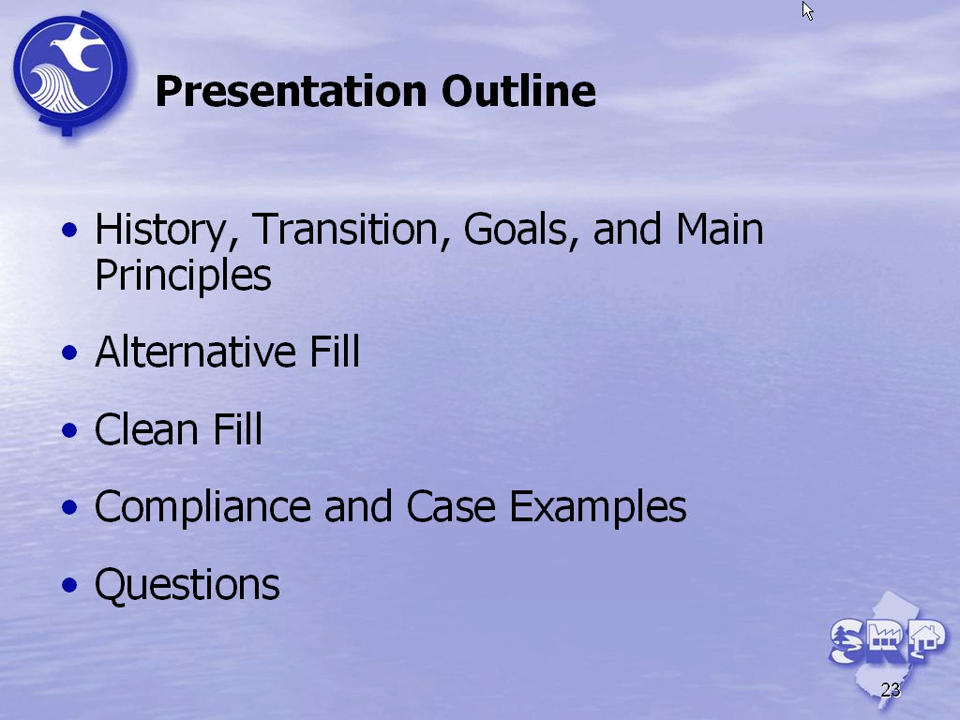 Presentation Outline
• History, Transition, Goals, and Main
Principles
• Alternative Fill
• Clean Fill
• Compliance and Case Examples
• Questions
SRP
23